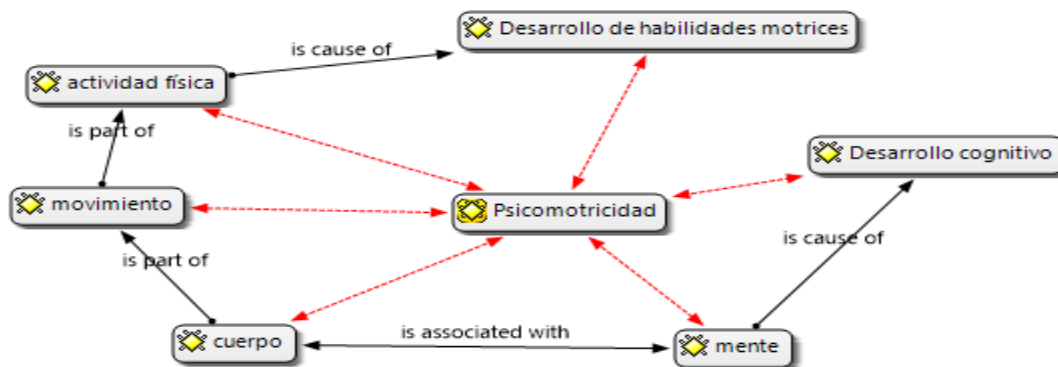 Desarrollo de habilidades motrices
is cause of
actividad física
is part of
Desarrollo cognitivo
movimiento
Psicomotricidad
is cause of
is part of
is associated with
cuerpo
mente